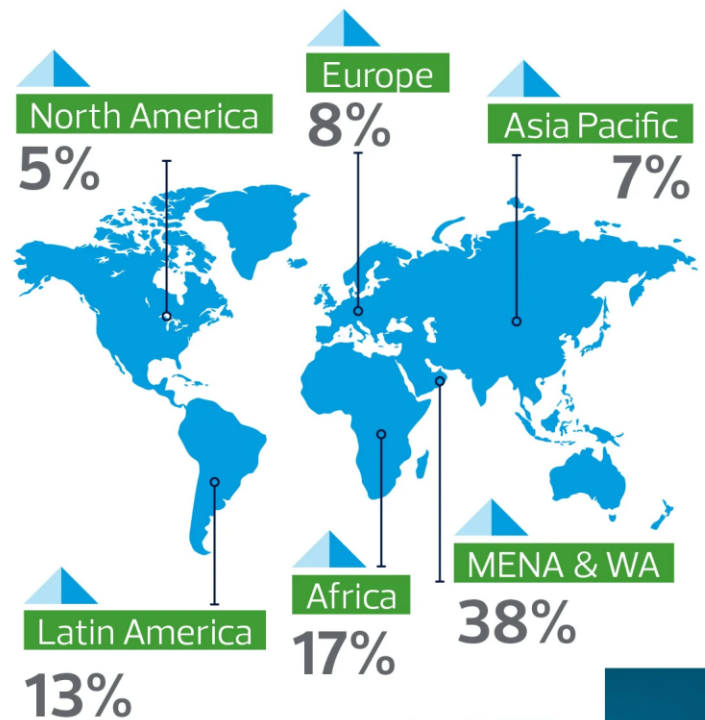 Europe
8%
North America
5%
Asia Pacific
7%
MENA & WA
38%
Africa
17%
Latin America
13%